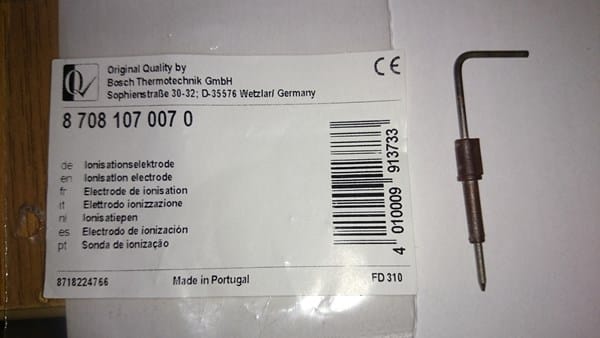 Original Quality by
Bosch Thermotechnik GmbH
Sophienstraße 30-32; D-35576 Wetzlar/ Germany
CE
8 708 107 007 0
de Ionisationselektrode
en Ionisation electrode
fr Electrode de ionisation
it Elettrodo ionizzazione
nl Ionisatiepen
es Electrodo de ionización
pt Sonda de ionização
4 010009 913733
8718224766 Made in Portugal FD 310